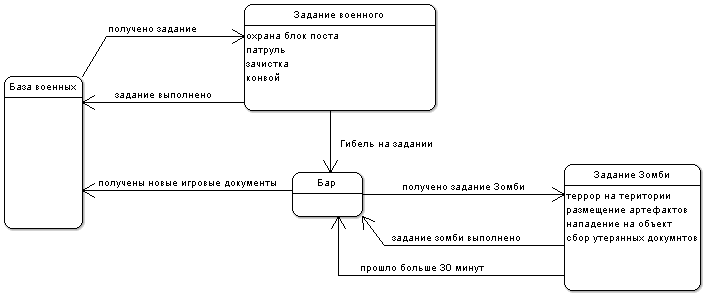 Задание военного
получено задание
охрана блок поста
патруль
зачистка
конвой
База военных
задание выполнено
Гибель на задании
Задание Зомби
Бар
получены новые игровые документы
получено задание Зомби
террор на територии
размещение артефактов
нападение на объект
сбор утерянных докумнтов
задание зомби выполнено
прошло больше 30 минут